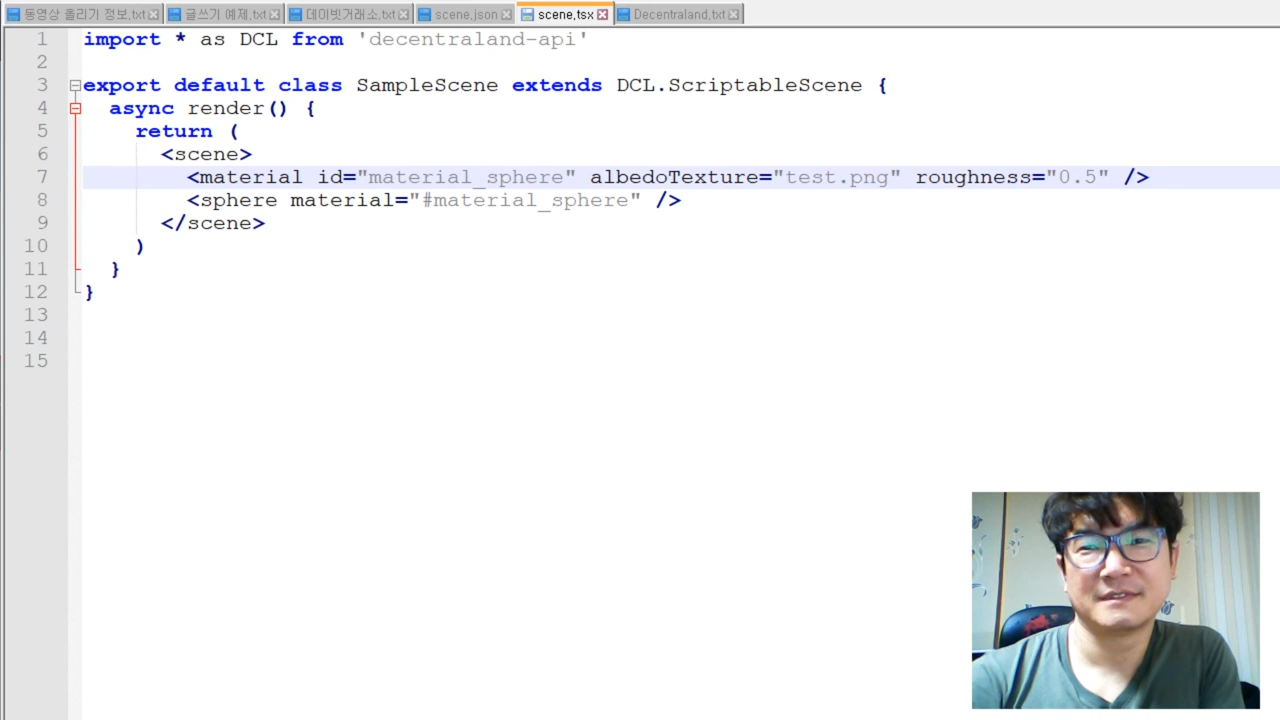 동영상 올리기 정보.txt 글쓰기 예제.txt 데이빗거래소.txt scene.json scene.tsx Decentraland.txt
1 import * as DCL from 'decentraland-api'
2
3 export default class SampleScene extends DCL.ScriptableScene {
4 async render() {
5 return (
6 <scene>
7 <material id="material_sphere" albedoTexture="test.png" roughness="0.5" />
8 <sphere material="#material_sphere" />
9 </scene>
10 )
11 }
12 }
13
14
15